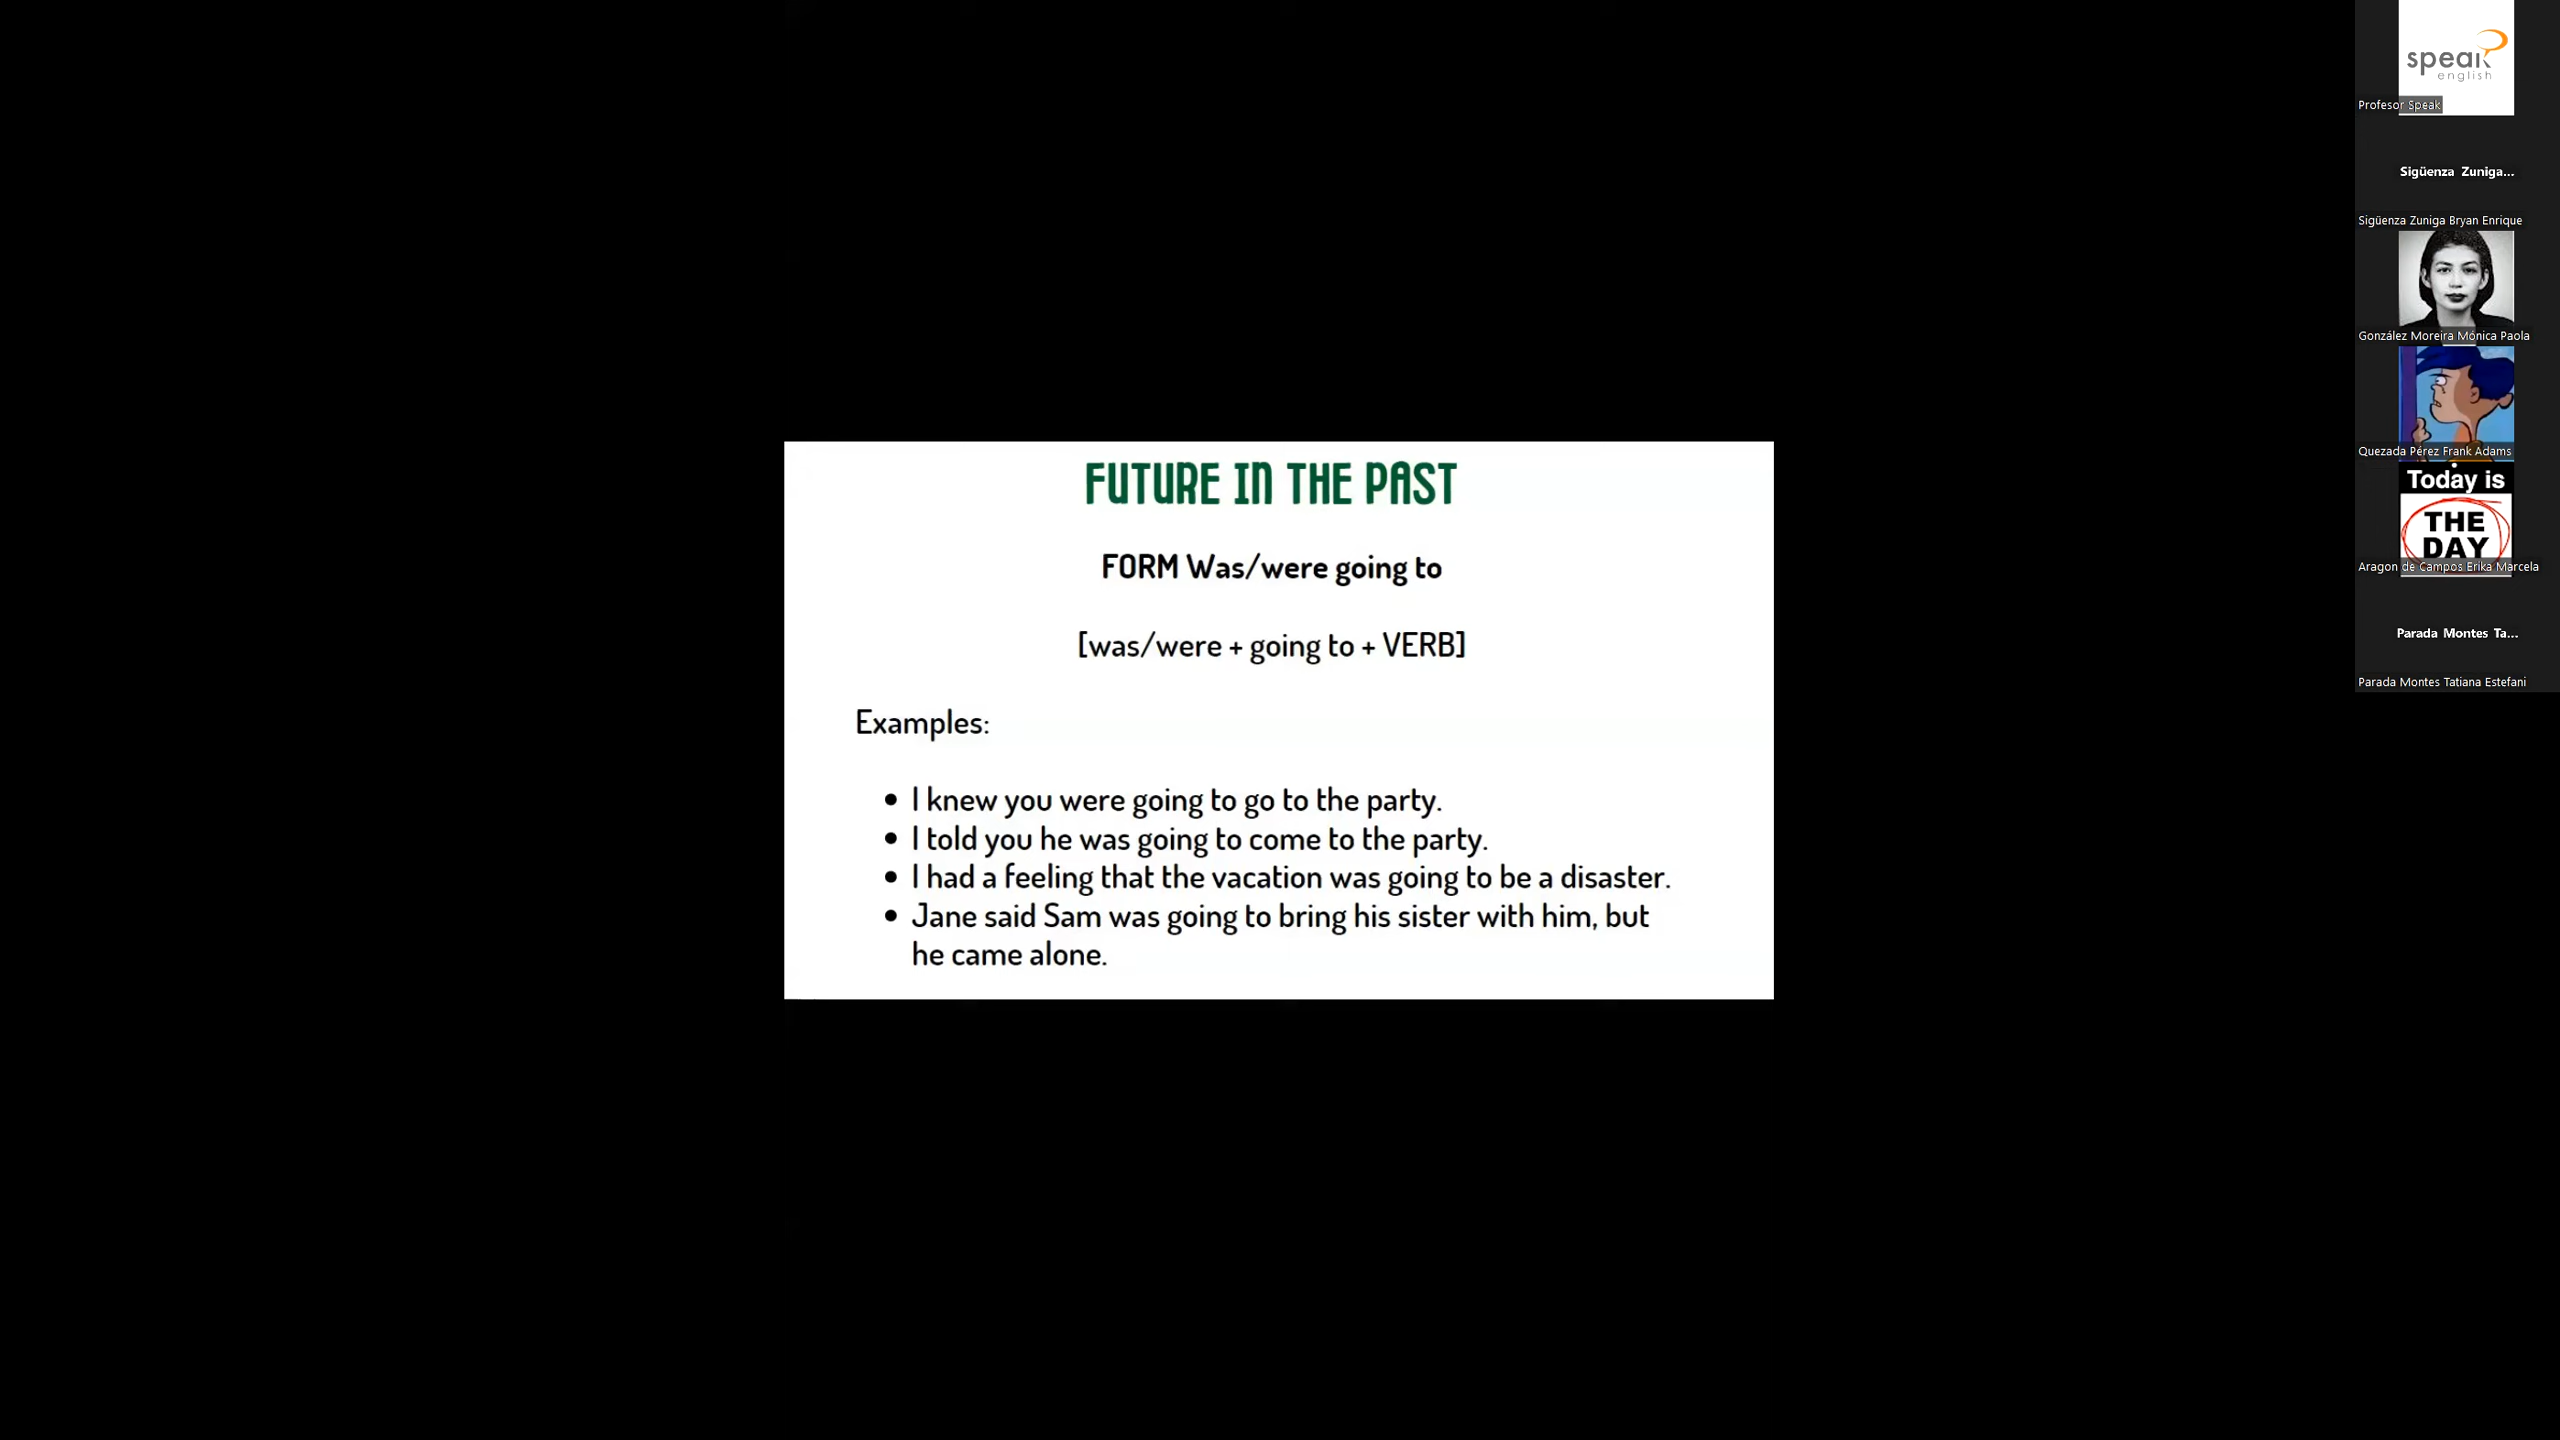 FUTURE IN THE PAST
FORM Was/were going to
[was/were + going to + VERB]
Examples:
• I knew you were going to go to the party.
• I told you he was going to come to the party.
• I had a feeling that the vacation was going to be a disaster.
• Jane said Sam was going to bring his sister with him, but
he came alone.
speak
english
Profesor Speak
Sigüenza Zuniga...
Sigüenza Zuniga Bryan Enrique
González Moreira Mónica Paola
Quezada Pérez Frank Adams
Today is
THE
DAY
Aragon de Campos Erika Marcela
Parada Montes Ta...
Parada Montes Tatiana Estefani